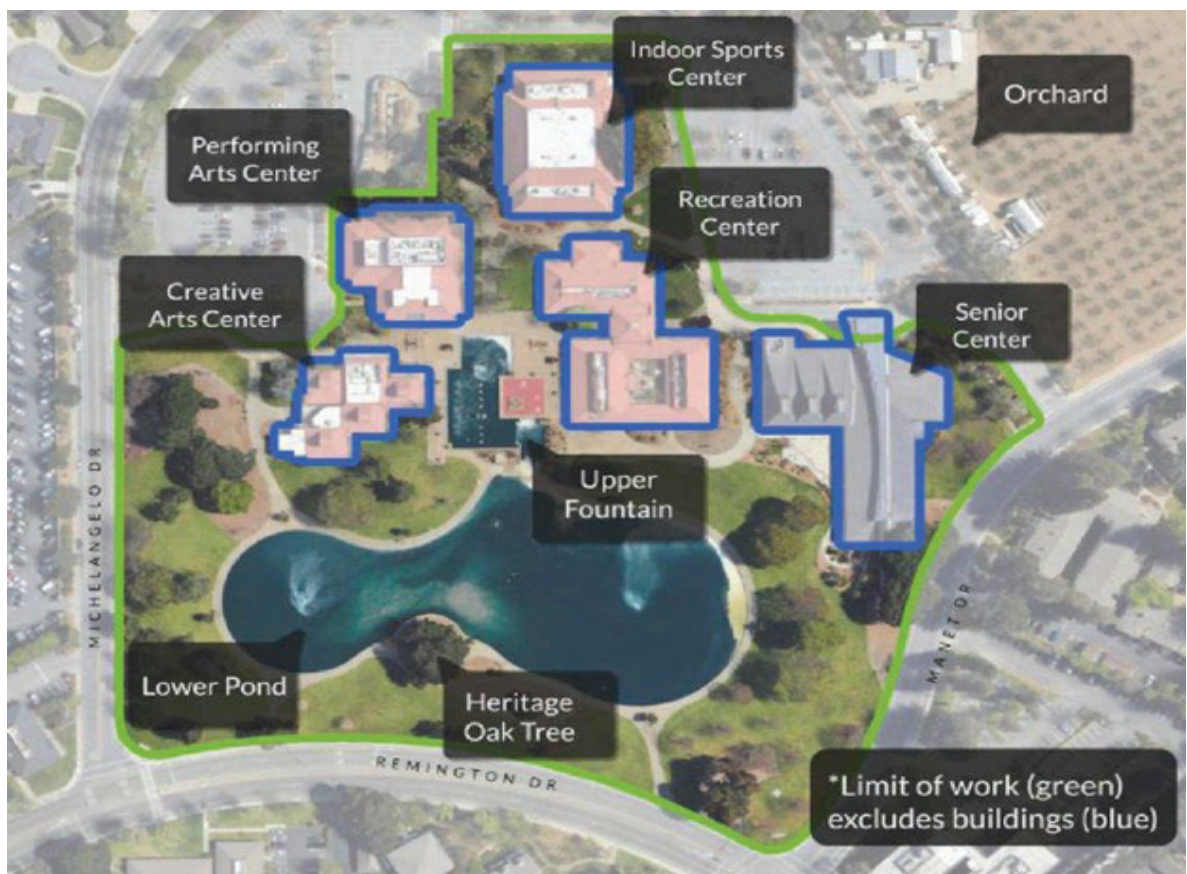 Indoor Sports
Center
Orchard
Performing
Arts Center
Recreation
Center
Creative
Arts Center
Senior
Center
Upper
Fountain
MICHELANGELO DR
MANET DR
Lower Pond
Heritage
Oak Tree
REMINGTON DR
*Limit of work (green)
excludes buildings (blue)